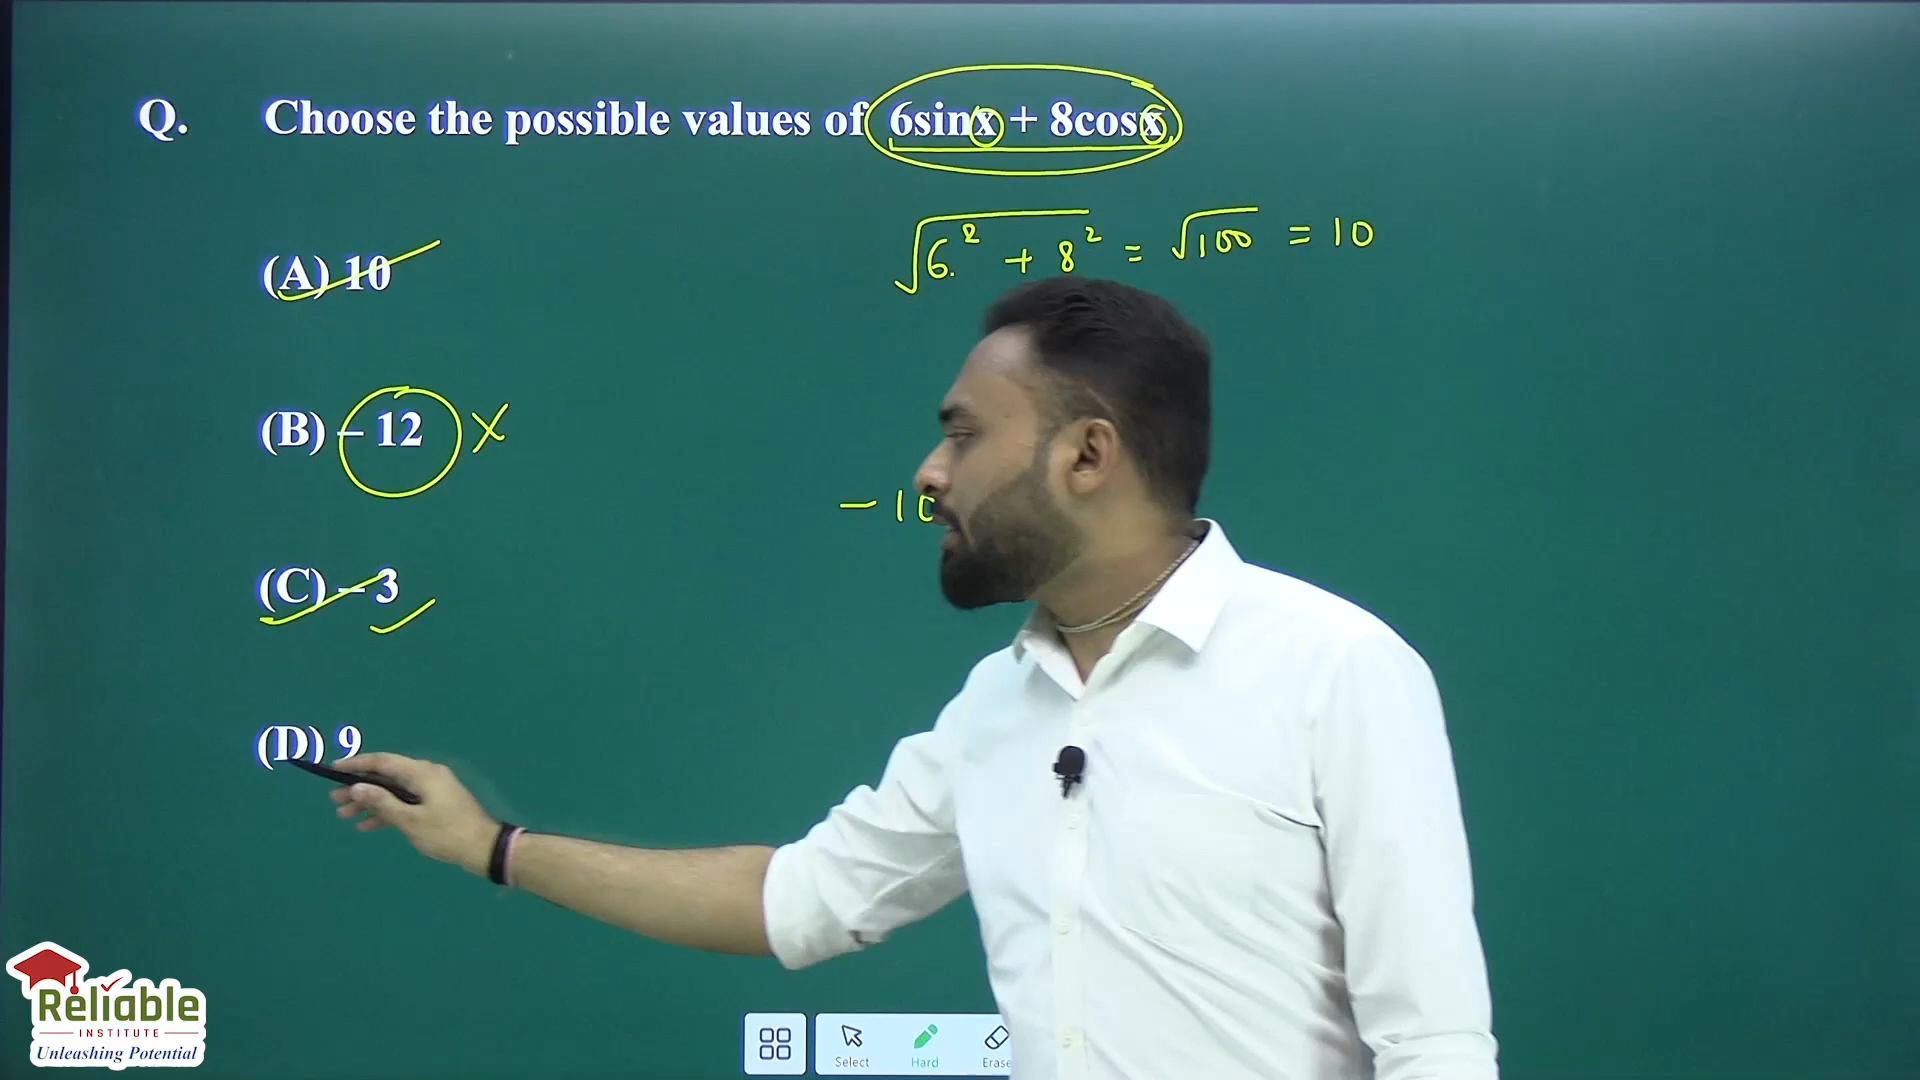 Q. Choose the possible values of 6sinx + 8cosx
√6² + 8² = √100 = 10
(A) 10
(B) – 12 X
– 10
(C) – 3
(D) 9
Reliable
INSTITUTE
Unleashing Potential
Select Hard Erase